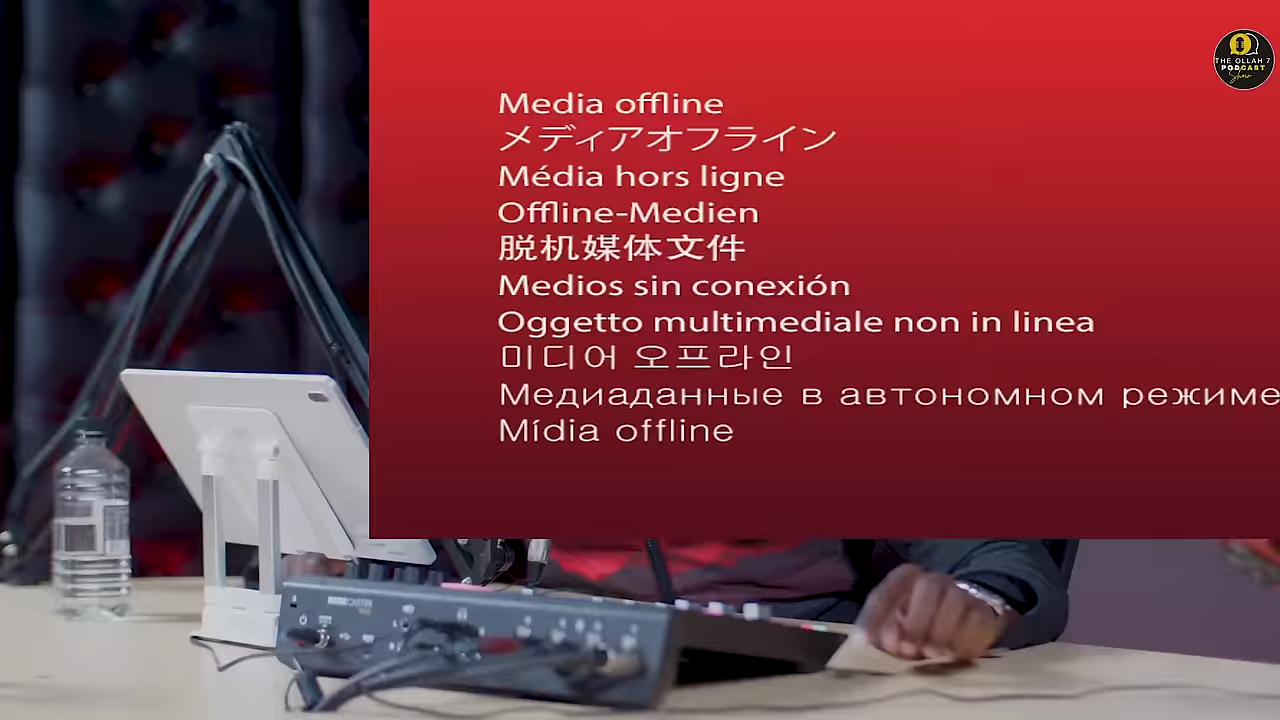 THE OLLAH 7
PODCAST
Show
Media offline
メディアオフライン
Média hors ligne
Offline-Medien
脱机媒体文件
Medios sin conexión
Oggetto multimediale non in linea
미디어 오프라인
Медиаданные в автономном режиме
Mídia offline